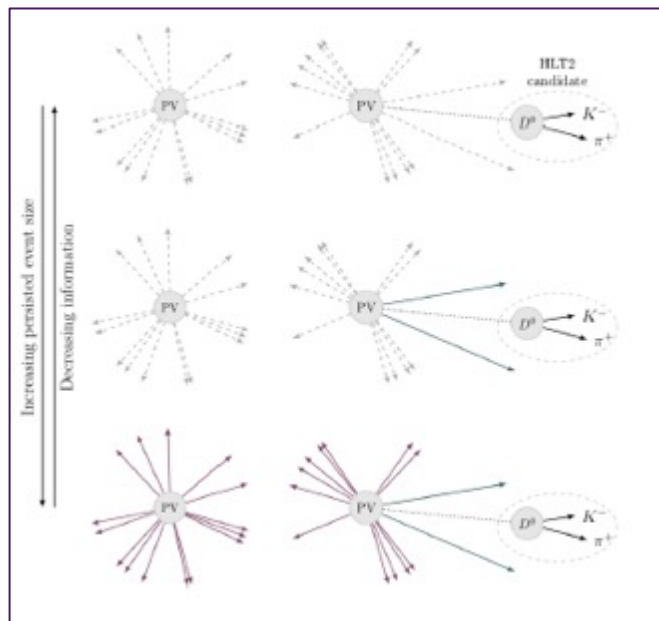 HLT2
candidate
PV
PV
D⁰
K⁻
π⁺
Increasing persisted event size
Decreasing information
PV
PV
D⁰
K⁻
π⁺
PV
PV
D⁰
K⁻
π⁺